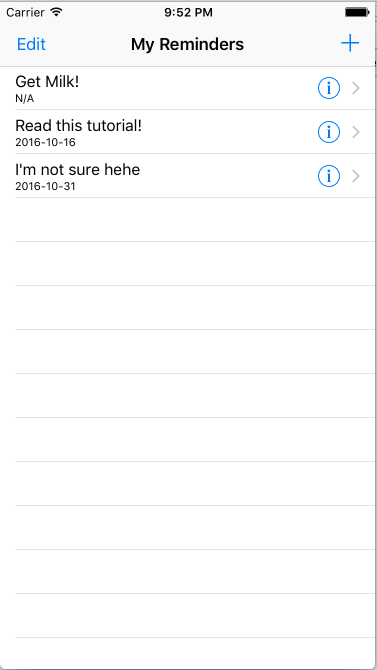 Carrier 9:52 PM
Edit My Reminders +
Get Milk!
N/A
Read this tutorial!
2016-10-16
I'm not sure hehe
2016-10-31